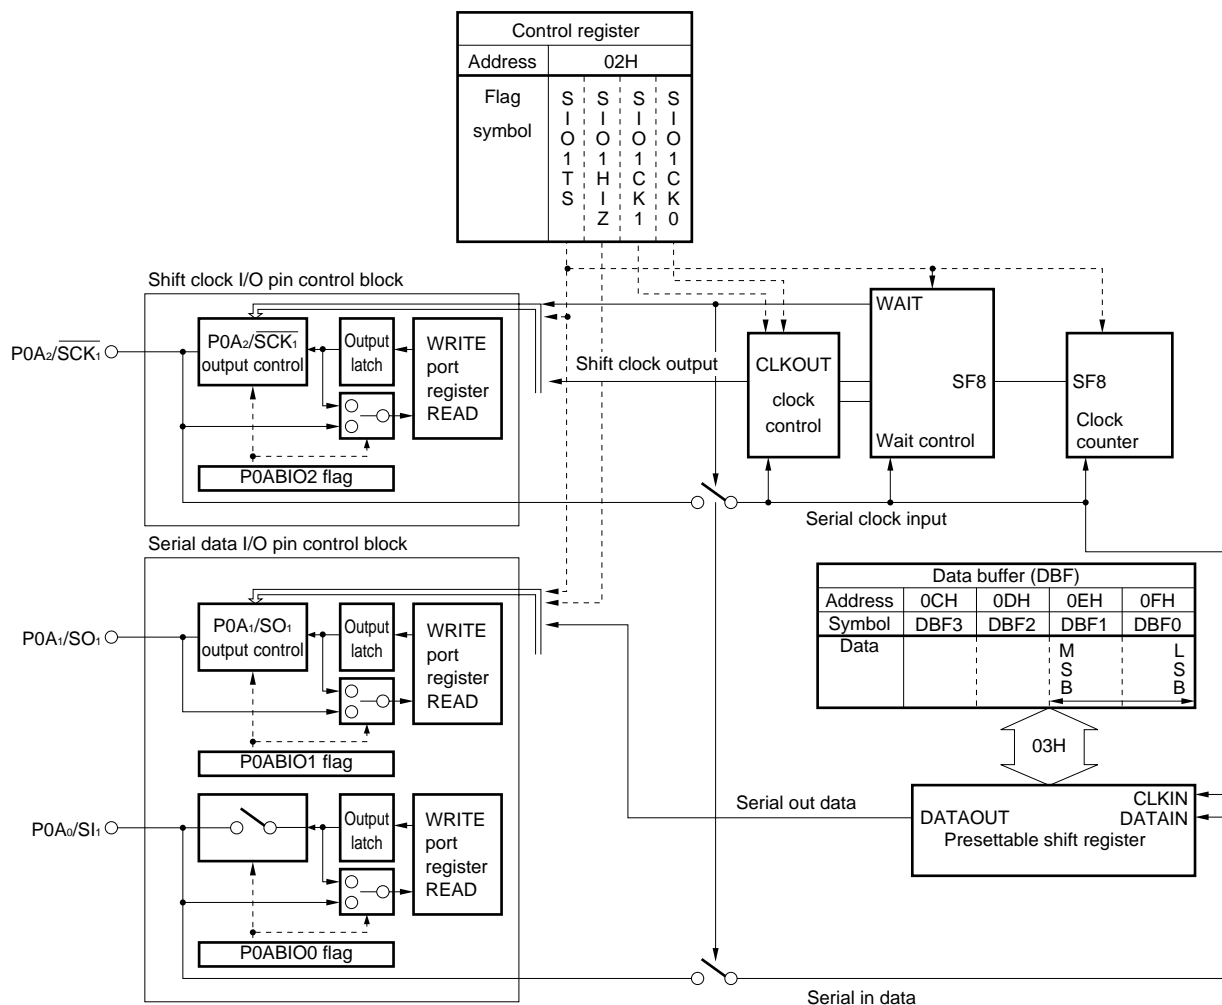 Control register
Address 02H
Flag symbol
SIO1TS
SIO1HIZ
SIO1CK1
SIO1CK0
Shift clock I/O pin control block
P0A₂/S̅C̅K̅₁
P0A₂/S̅C̅K̅₁ output control
Output latch
WRITE port register READ
P0ABIO2 flag
Shift clock output
CLKOUT
clock control
WAIT
SF8
Wait control
SF8
Clock counter
Serial clock input
Serial data I/O pin control block
P0A₁/SO₁
P0A₁/SO₁ output control
Output latch
WRITE port register READ
P0ABIO1 flag
P0A₀/SI₁
Output latch
WRITE port register READ
P0ABIO0 flag
Data buffer (DBF)
Address 0CH 0DH 0EH 0FH
Symbol DBF3 DBF2 DBF1 DBF0
Data MSB LSB
03H
Serial out data
CLKIN
DATAOUT DATAIN
Presettable shift register
Serial in data